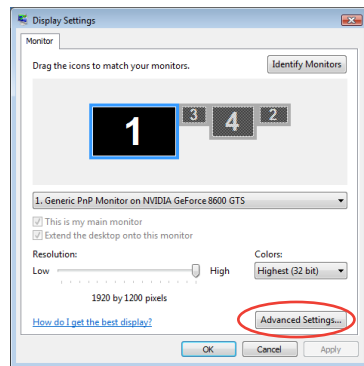 Display Settings
Monitor
Drag the icons to match your monitors.
Identify Monitors
1
3
4
2
1. Generic PnP Monitor on NVIDIA GeForce 8600 GTS
This is my main monitor
Extend the desktop onto this monitor
Resolution:
Colors:
Low
High
Highest (32 bit)
1920 by 1200 pixels
How do I get the best display?
Advanced Settings...
OK
Cancel
Apply